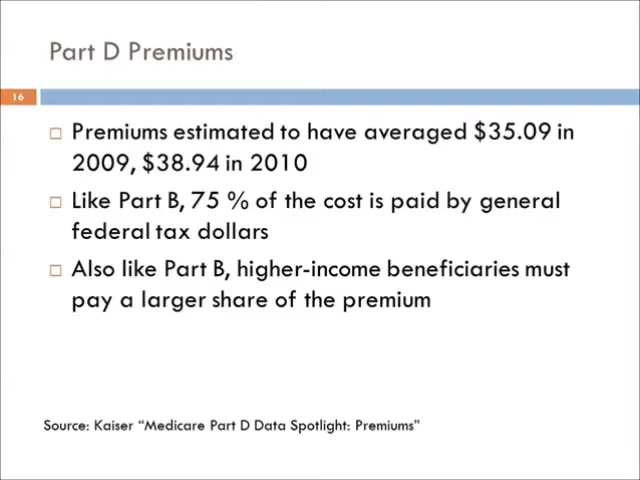 Part D Premiums
16
Premiums estimated to have averaged $35.09 in
2009, $38.94 in 2010
Like Part B, 75 % of the cost is paid by general
federal tax dollars
Also like Part B, higher-income beneficiaries must
pay a larger share of the premium
Source: Kaiser “Medicare Part D Data Spotlight: Premiums”